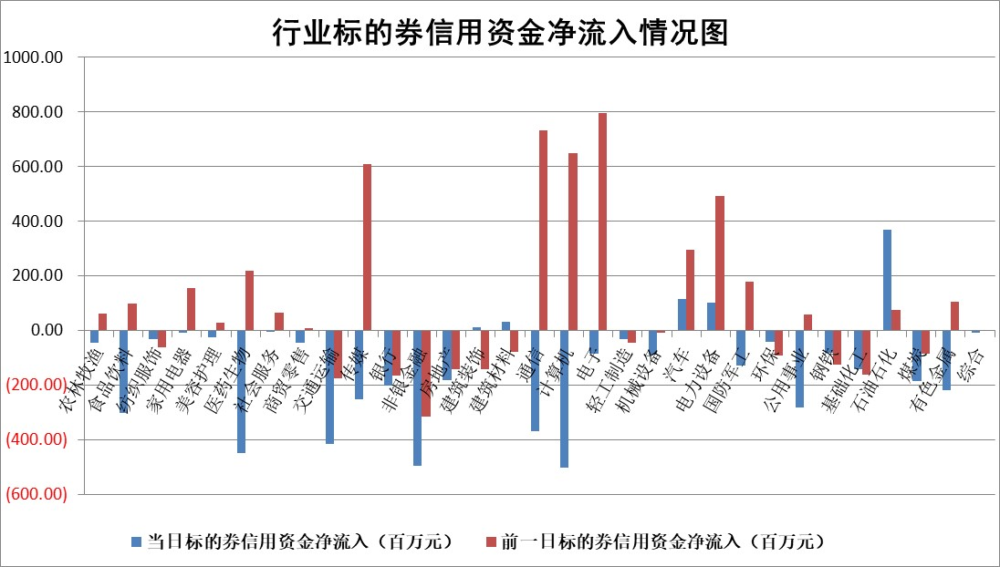 行业标的券信用资金净流入情况图
1000.00
800.00
600.00
400.00
200.00
0.00
(200.00)
(400.00)
(600.00)
农林牧渔
食品饮料
纺织服饰
家用电器
美容护理
医药生物
社会服务
商贸零售
交通运输
传媒
银行
非银金融
房地产
建筑装饰
建筑材料
通信
计算机
电子
轻工制造
机械设备
汽车
电力设备
国防军工
环保
公用事业
钢铁
基础化工
石油石化
煤炭
有色金属
综合
当日标的券信用资金净流入（百万元）
前一日标的券信用资金净流入（百万元）